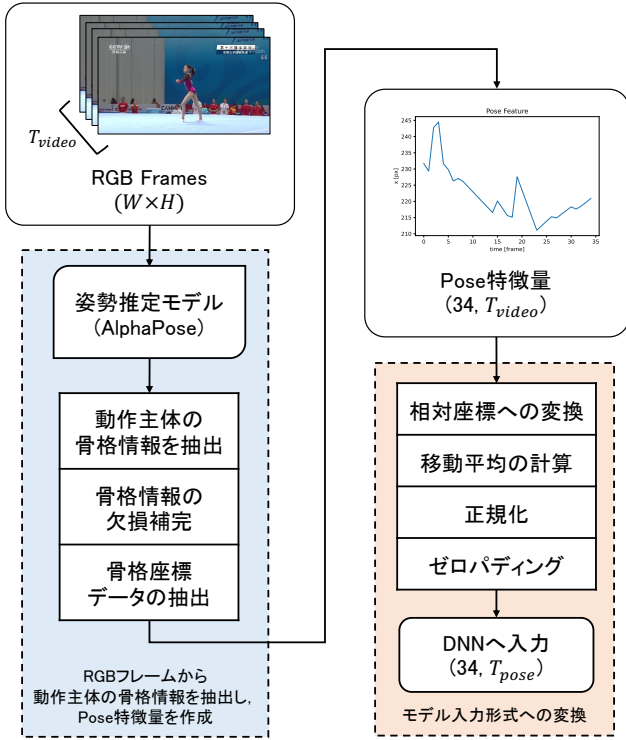 CCTV 5+
T_video
RGB Frames
(W×H)
姿勢推定モデル
(AlphaPose)
動作主体の
骨格情報を抽出
骨格情報の
欠損補完
骨格座標
データの抽出
RGBフレームから
動作主体の骨格情報を抽出し,
Pose特徴量を作成
Pose Feature
x [px]
245
240
235
230
225
220
215
210
0 5 10 15 20 25 30 35
time [frame]
Pose特徴量
(34, T_video)
相対座標への変換
移動平均の計算
正規化
ゼロパディング
DNNへ入力
(34, T_pose)
モデル入力形式への変換